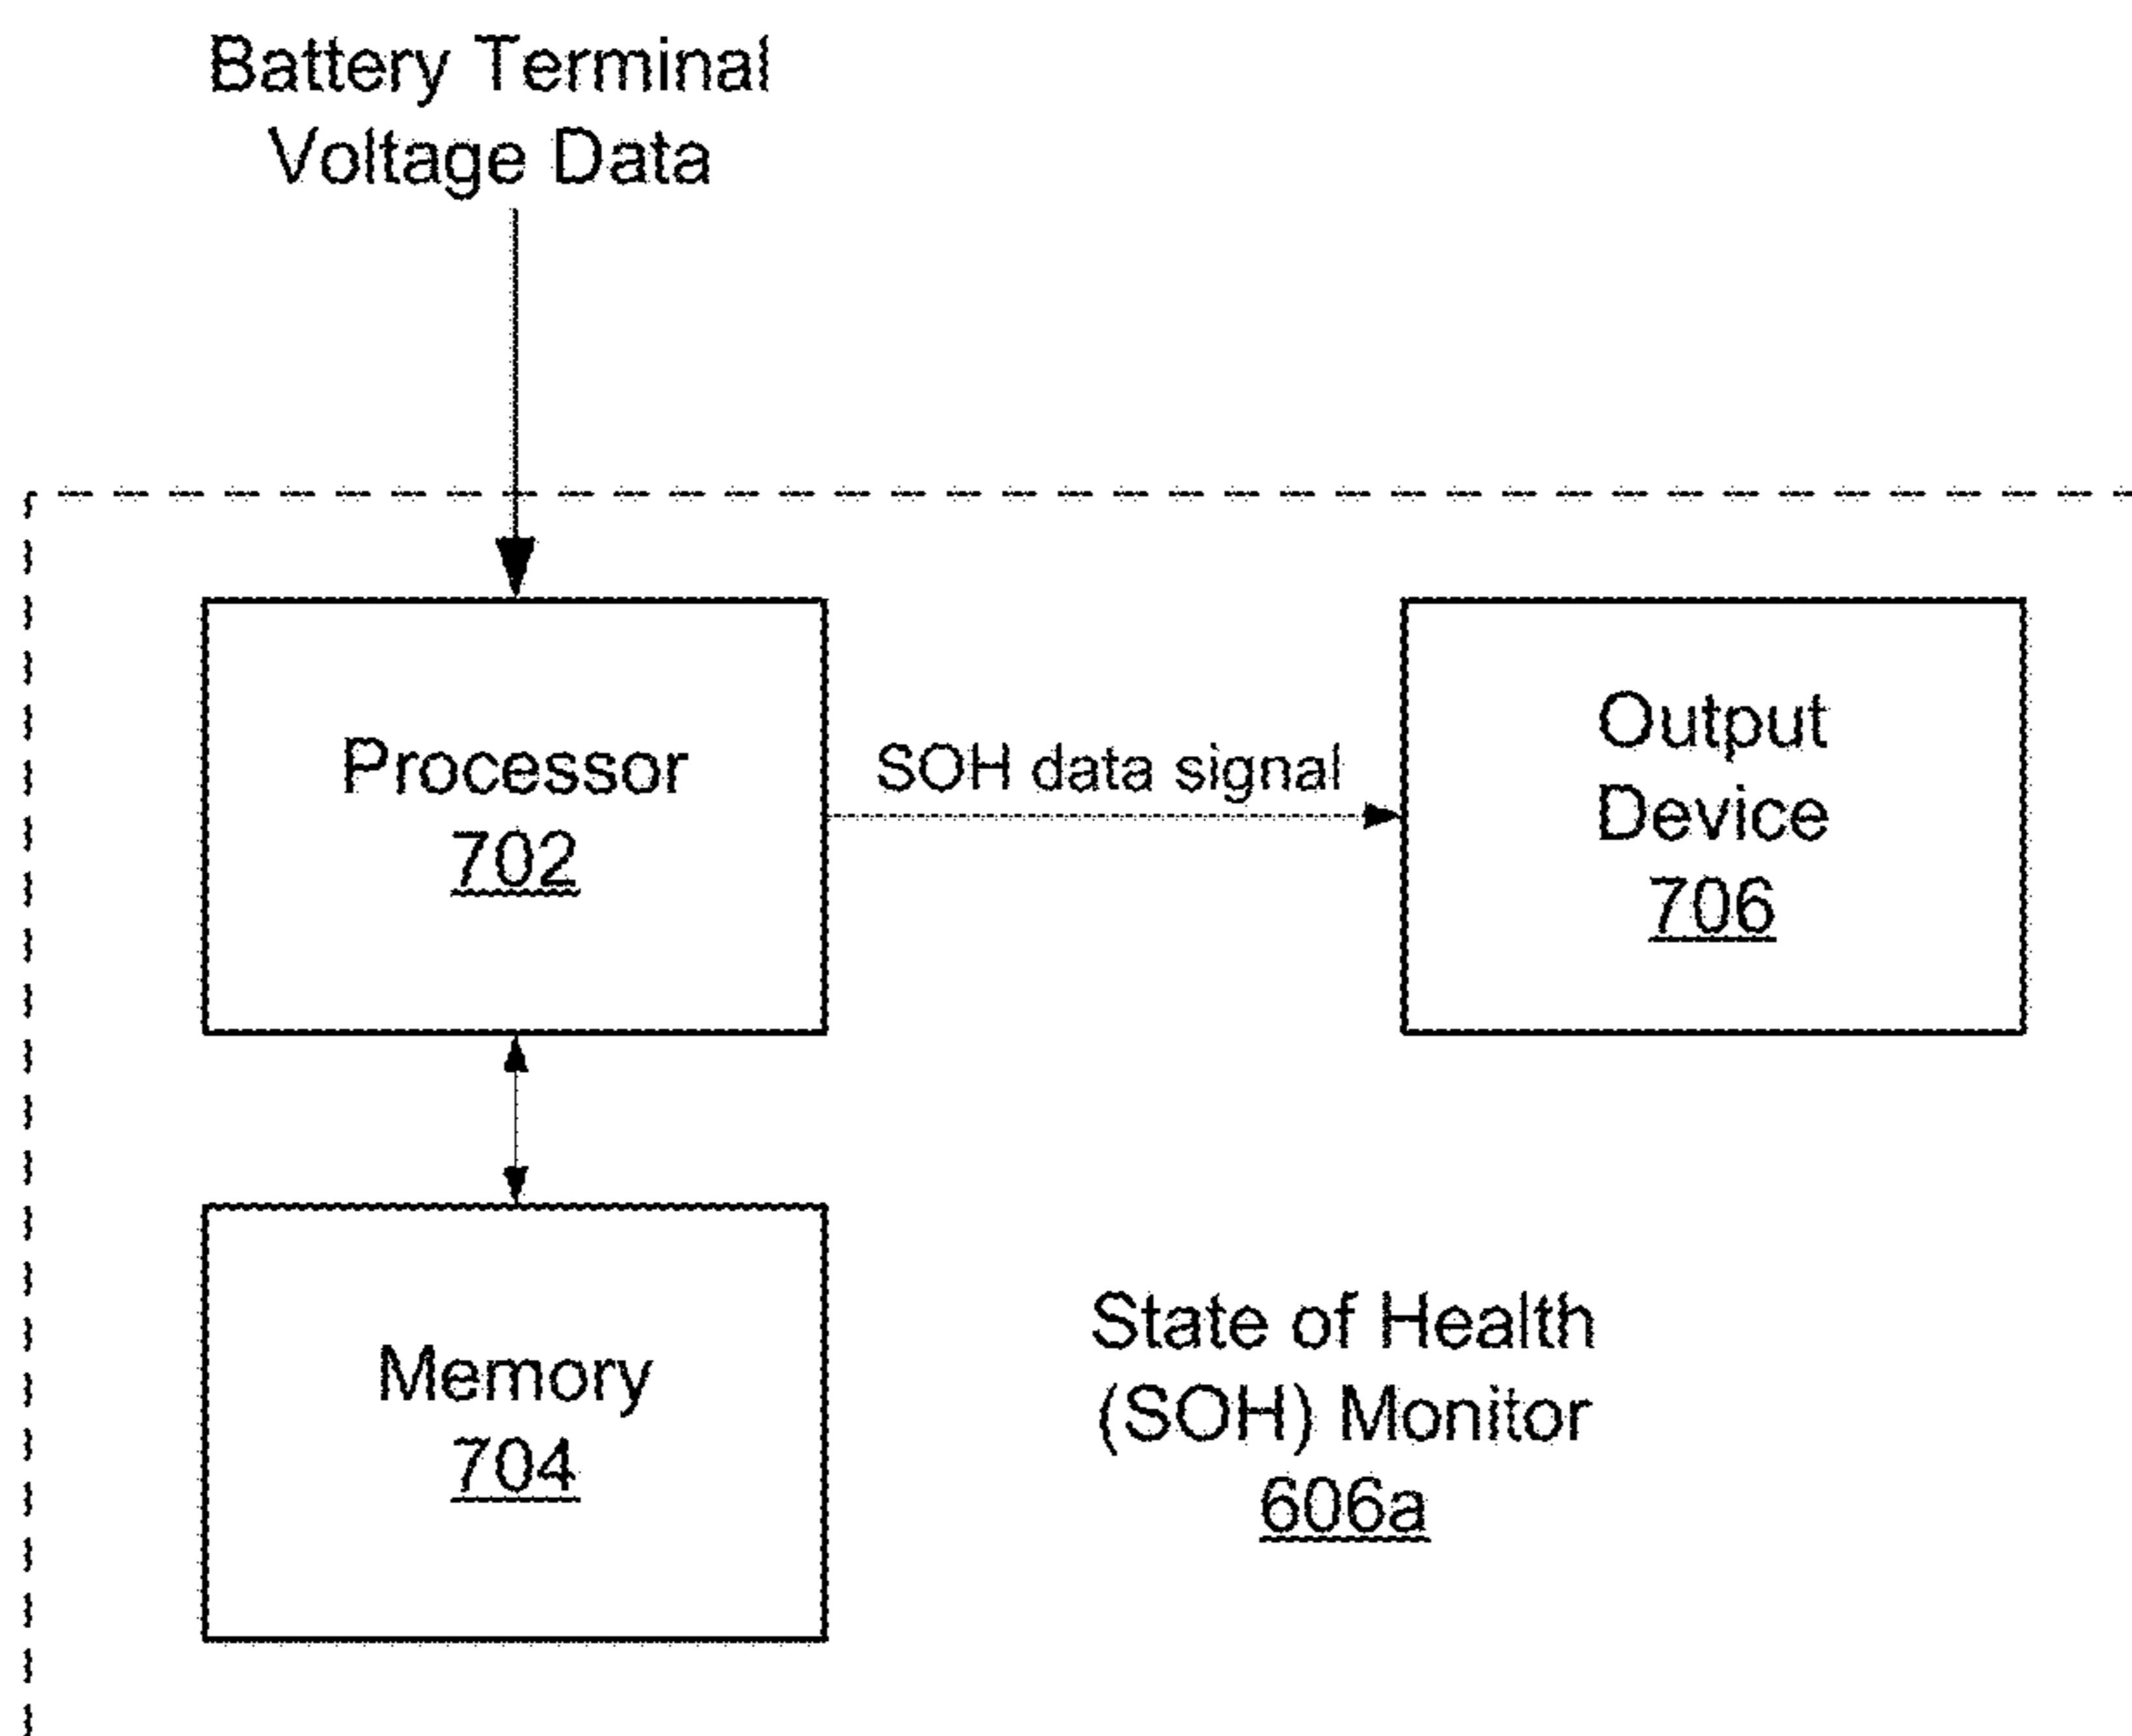 Battery Terminal
Voltage Data
Processor
702
SOH data signal
Output
Device
706
Memory
704
State of Health
(SOH) Monitor
606a